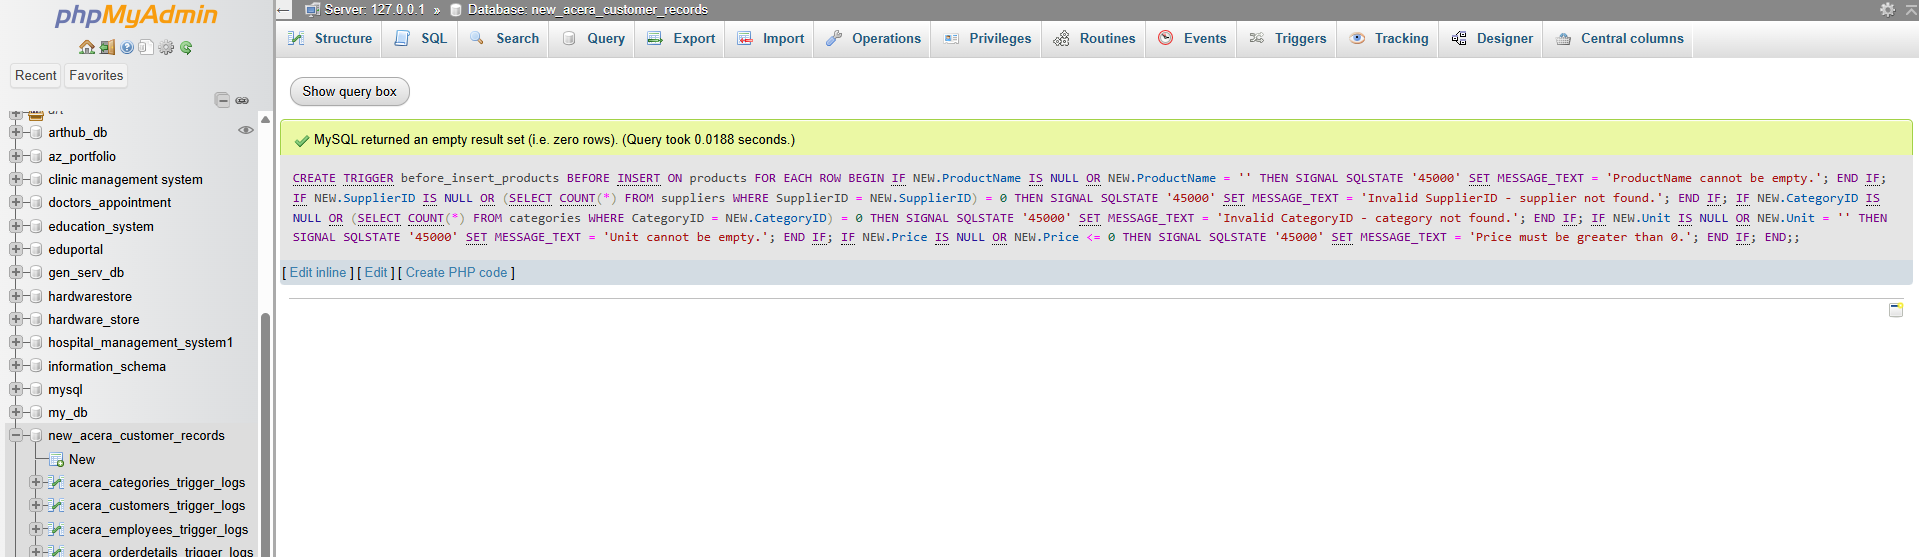 phpMyAdmin
Recent Favorites
art
arthub_db
az_portfolio
clinic management system
doctors_appointment
education_system
eduportal
gen_serv_db
hardwarestore
hardware_store
hospital_management_system1
information_schema
mysql
my_db
new_acera_customer_records
New
acera_categories_trigger_logs
acera_customers_trigger_logs
acera_employees_trigger_logs
acera_orderdetails_trigger_logs
Server: 127.0.0.1 » Database: new_acera_customer_records
Structure SQL Search Query Export Import Operations Privileges Routines Events Triggers Tracking Designer Central columns
Show query box
MySQL returned an empty result set (i.e. zero rows). (Query took 0.0188 seconds.)
CREATE TRIGGER before_insert_products BEFORE INSERT ON products FOR EACH ROW BEGIN IF NEW.ProductName IS NULL OR NEW.ProductName = '' THEN SIGNAL SQLSTATE '45000' SET MESSAGE_TEXT = 'ProductName cannot be empty.'; END IF;
IF NEW.SupplierID IS NULL OR (SELECT COUNT(*) FROM suppliers WHERE SupplierID = NEW.SupplierID) = 0 THEN SIGNAL SQLSTATE '45000' SET MESSAGE_TEXT = 'Invalid SupplierID - supplier not found.'; END IF; IF NEW.CategoryID IS
NULL OR (SELECT COUNT(*) FROM categories WHERE CategoryID = NEW.CategoryID) = 0 THEN SIGNAL SQLSTATE '45000' SET MESSAGE_TEXT = 'Invalid CategoryID - category not found.'; END IF; IF NEW.Unit IS NULL OR NEW.Unit = '' THEN
SIGNAL SQLSTATE '45000' SET MESSAGE_TEXT = 'Unit cannot be empty.'; END IF; IF NEW.Price IS NULL OR NEW.Price <= 0 THEN SIGNAL SQLSTATE '45000' SET MESSAGE_TEXT = 'Price must be greater than 0.'; END IF; END;;
[ Edit inline ] [ Edit ] [ Create PHP code ]